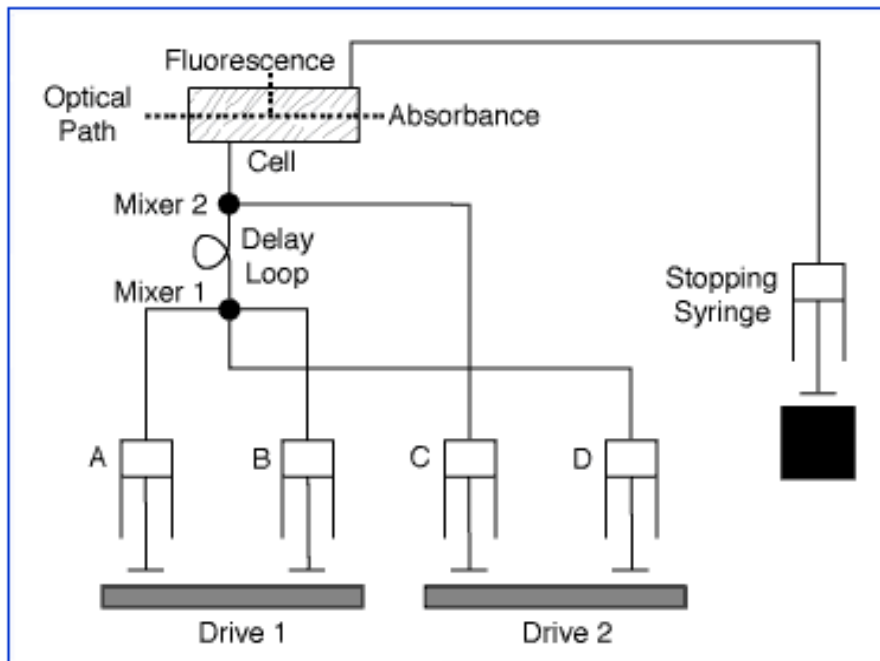 Fluorescence
Optical
Path
Absorbance
Cell
Mixer 2
Delay
Loop
Mixer 1
Stopping
Syringe
A
B
C
D
Drive 1
Drive 2